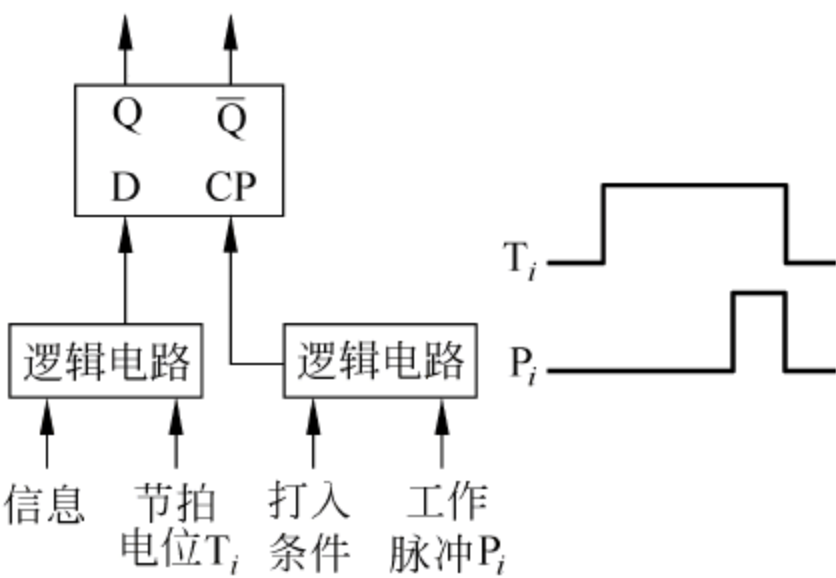 Q Q̅
D CP
T_i
逻辑电路 逻辑电路
P_i
信息 节拍 打入 工作
电位T_i 条件 脉冲P_i